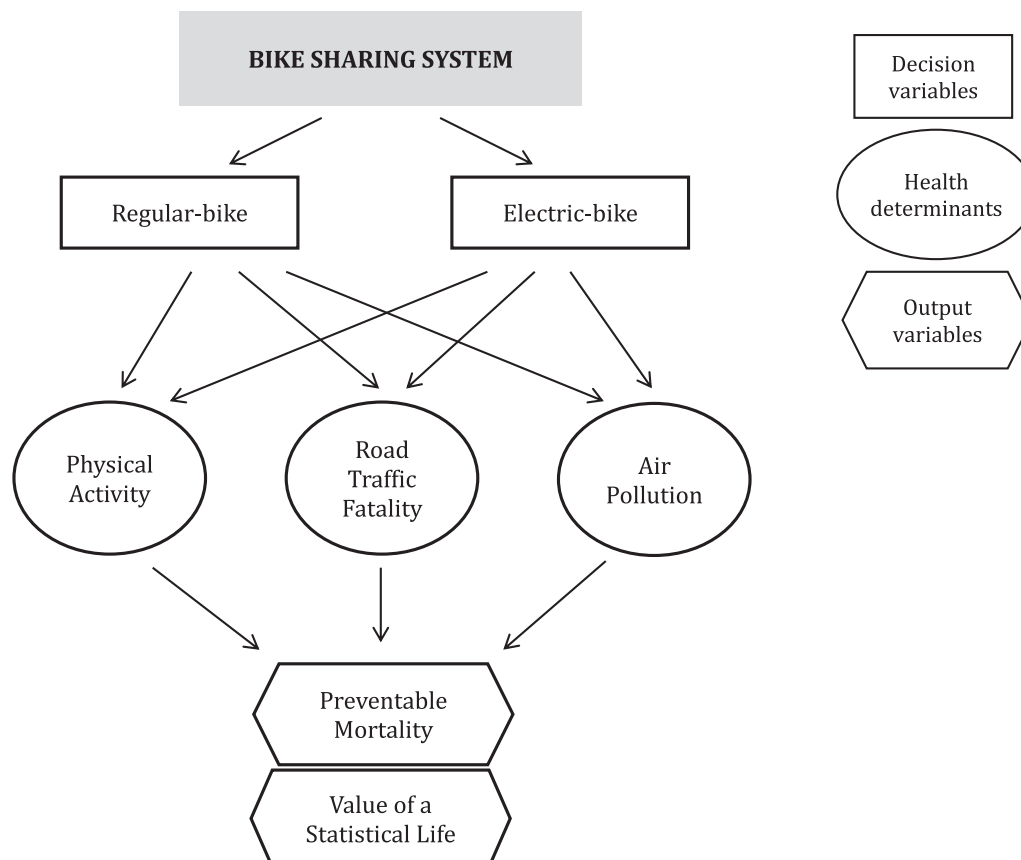 BIKE SHARING SYSTEM
Regular-bike
Electric-bike
Physical
Activity
Road
Traffic
Fatality
Air
Pollution
Preventable
Mortality
Value of a
Statistical Life
Decision
variables
Health
determinants
Output
variables